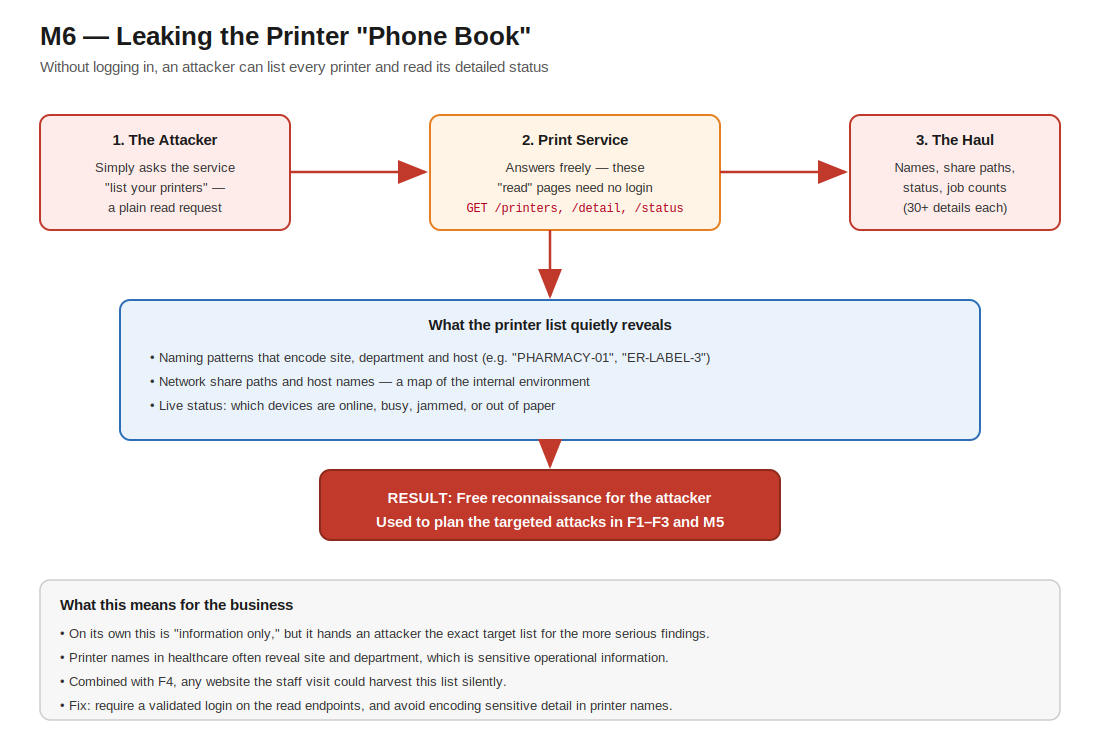 M6 — Leaking the Printer "Phone Book"
Without logging in, an attacker can list every printer and read its detailed status
1. The Attacker
Simply asks the service
"list your printers" —
a plain read request
2. Print Service
Answers freely — these
"read" pages need no login
GET /printers, /detail, /status
3. The Haul
Names, share paths,
status, job counts
(30+ details each)
What the printer list quietly reveals
• Naming patterns that encode site, department and host (e.g. "PHARMACY-01", "ER-LABEL-3")
• Network share paths and host names — a map of the internal environment
• Live status: which devices are online, busy, jammed, or out of paper
RESULT: Free reconnaissance for the attacker
Used to plan the targeted attacks in F1–F3 and M5
What this means for the business
• On its own this is "information only," but it hands an attacker the exact target list for the more serious findings.
• Printer names in healthcare often reveal site and department, which is sensitive operational information.
• Combined with F4, any website the staff visit could harvest this list silently.
• Fix: require a validated login on the read endpoints, and avoid encoding sensitive detail in printer names.